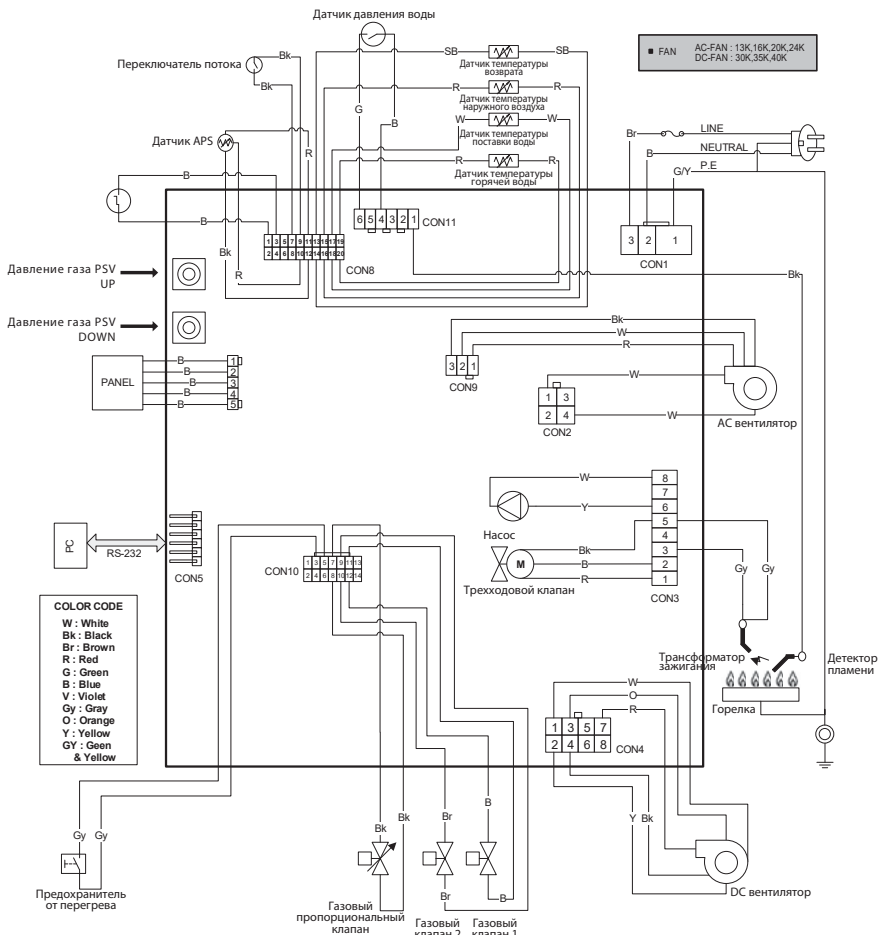 Датчик давления воды
■ FAN AC-FAN : 13K,16K,20K,24K
DC-FAN : 30K,35K,40K
Переключатель потока
Bk
Bk
SB
SB
Датчик температуры
возврата
R
R
Датчик температуры
наружного воздуха
W
W
Датчик температуры
поставки воды
R
R
Датчик температуры
горячей воды
G
B
Датчик APS
R
Br
LINE
B
NEUTRAL
G/Y
P.E
B
B
6 5 4 3 2 1
CON11
1 3 5 7 9 11 13 15 17 19
2 4 6 8 10 12 14 16 18 20
CON8
3 2 1
CON1
Bk
R
Bk
Давление газа PSV
UP
Давление газа PSV
DOWN
PANEL
B
B
B
B
B
1
2
3
4
5
Bk
W
R
3 2 1
CON9
W
1 3
2 4
CON2
W
AC вентилятор
W
Y
Насос
Bk
B
R
M
Трехходовой клапан
8
7
6
5
4
3
2
1
CON3
Gy
Gy
PC
RS-232
CON5
CON10
1 3 5 7 9 11 13
2 4 6 8 10 12 14
COLOR CODE
W : White
Bk : Black
Br : Brown
R : Red
G : Green
B : Blue
V : Violet
Gy : Gray
O : Orange
Y : Yellow
GY : Geen
& Yellow
Трансформатор
зажигания
Детектор
пламени
Горелка
W
O
R
1 3 5 7
2 4 6 8
CON4
Y
Bk
DC вентилятор
Gy
Gy
Предохранитель
от перегрева
Bk
Bk
Br
Br
B
B
Газовый
пропорциональный
клапан
Газовый
клапан 2
Газовый
клапан 1